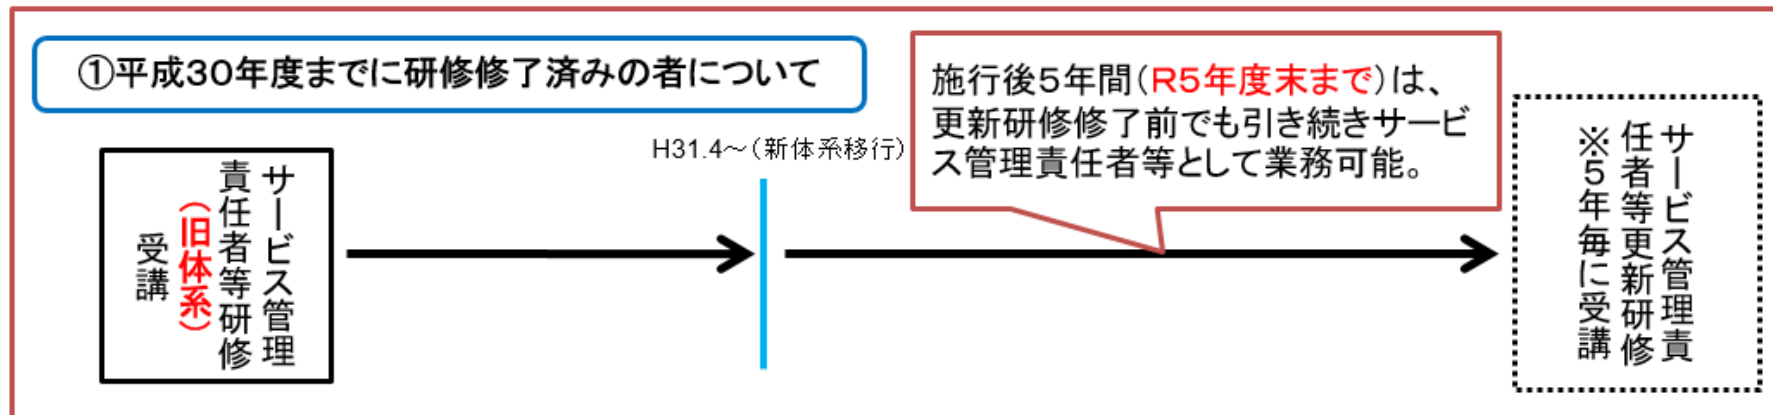 ①平成30年度までに研修修了済みの者について
施行後5年間(R5年度末まで)は、
更新研修修了前でも引き続きサービ
ス管理責任者等として業務可能。
H31.4～(新体系移行)
サービス管理
責任者等研修
(旧体系)
受講
サービス管理責
任者等更新研修
※5年毎に受講